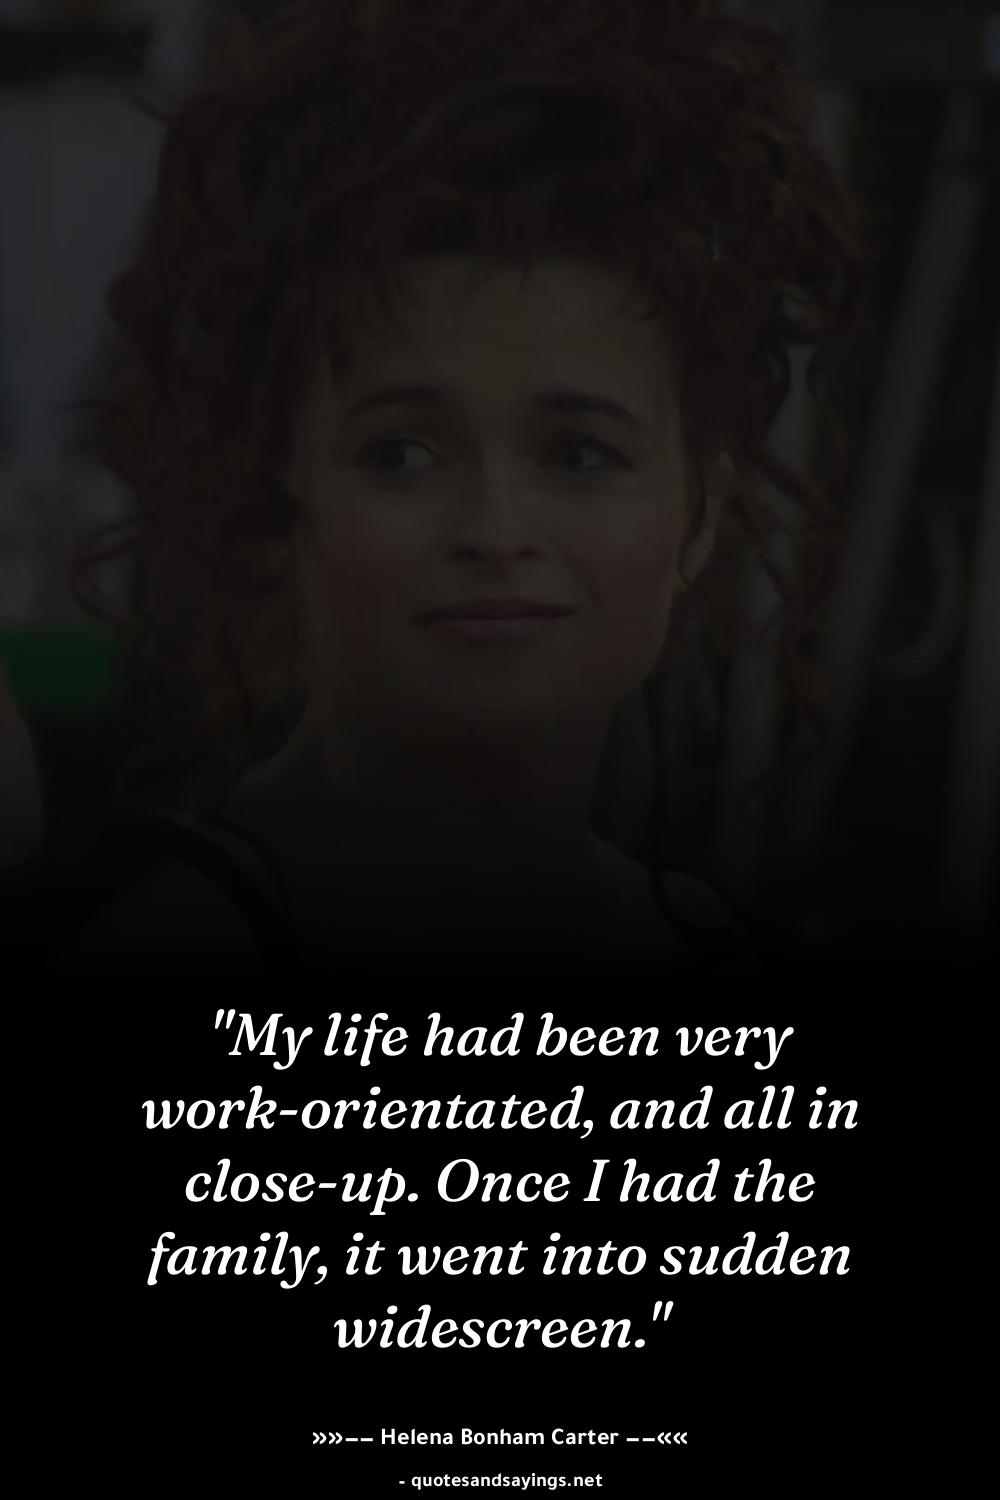 "My life had been very
work-orientated, and all in
close-up. Once I had the
family, it went into sudden
widescreen."
»»–– Helena Bonham Carter ––««
- quotesandsayings.net